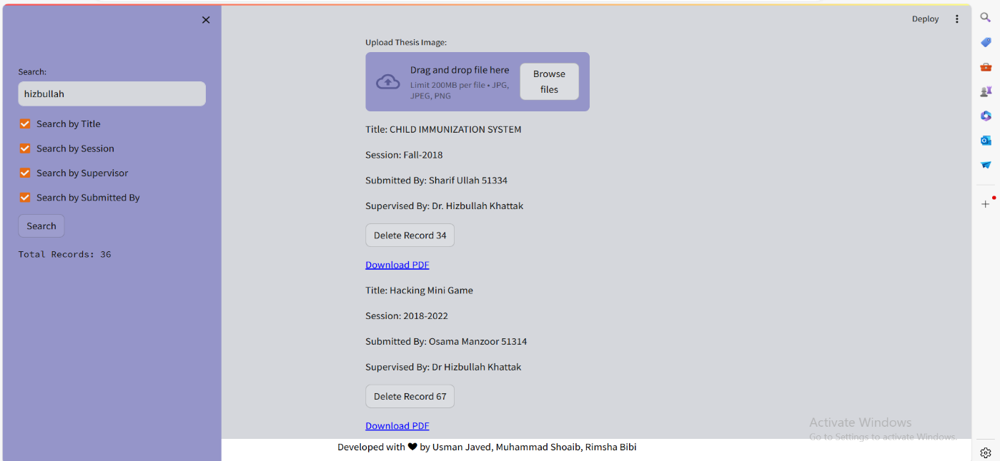 Deploy
Search:
hizbullah
Search by Title
Search by Session
Search by Supervisor
Search by Submitted By
Search
Total Records: 36
Upload Thesis Image:
Drag and drop file here
Limit 200MB per file • JPG,
JPEG, PNG
Browse
files
Title: CHILD IMMUNIZATION SYSTEM
Session: Fall-2018
Submitted By: Sharif Ullah 51334
Supervised By: Dr. Hizbullah Khattak
Delete Record 34
Download PDF
Title: Hacking Mini Game
Session: 2018-2022
Submitted By: Osama Manzoor 51314
Supervised By: Dr Hizbullah Khattak
Delete Record 67
Download PDF
Activate Windows
Go to Settings to activate Windows.
Developed with ❤ by Usman Javed, Muhammad Shoaib, Rimsha Bibi